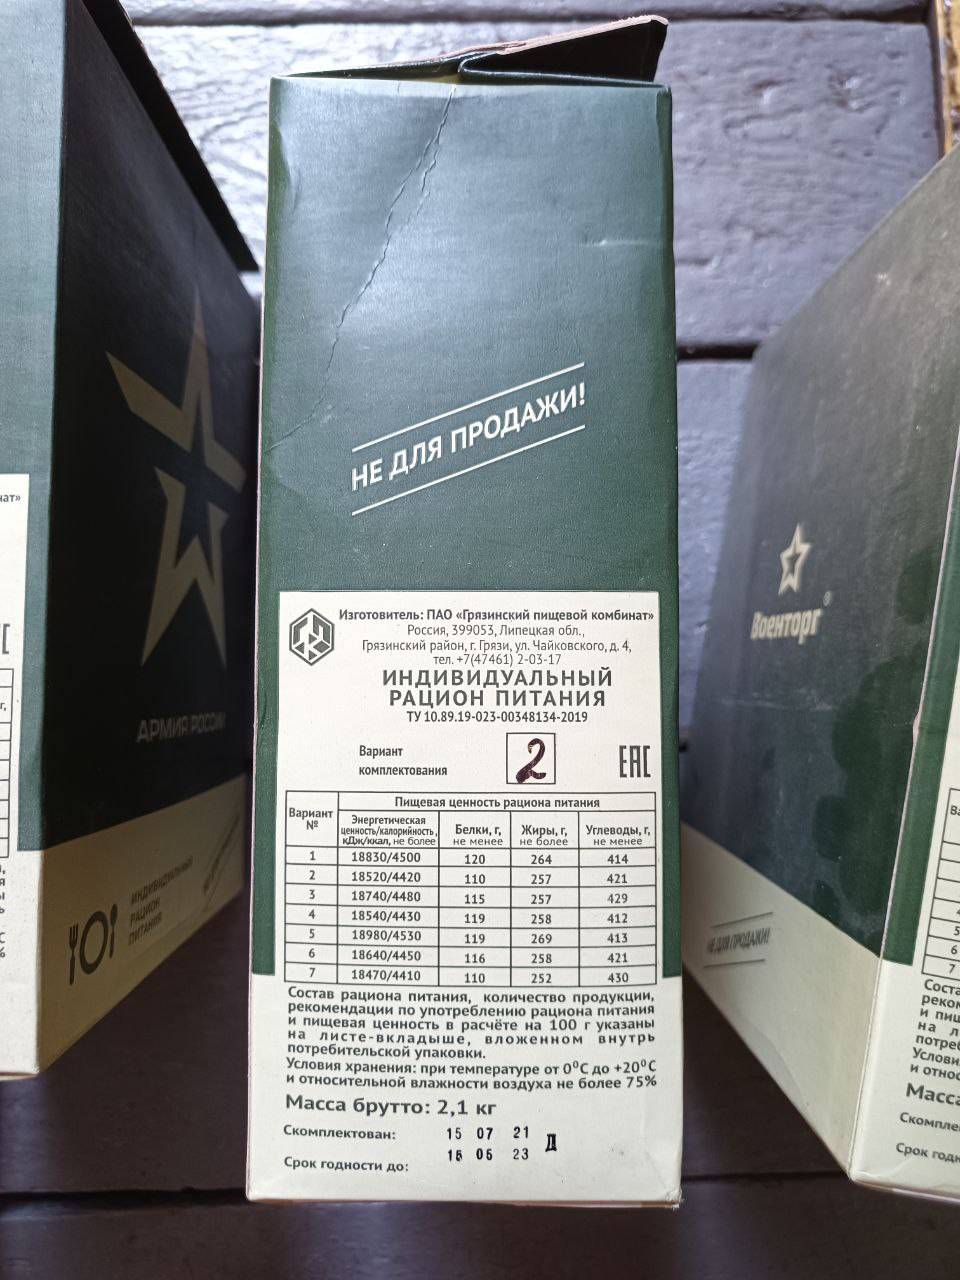 НЕ ДЛЯ ПРОДАЖИ!
Изготовитель: ПАО «Грязинский пищевой комбинат»
Россия, 399053, Липецкая обл.,
Грязинский район, г. Грязи, ул. Чайковского, д. 4,
тел. +7(47461) 2-03-17
ИНДИВИДУАЛЬНЫЙ
РАЦИОН ПИТАНИЯ
ТУ 10.89.19-023-00348134-2019
Вариант
комплектования
2
ЕАС
Вариант №
Пищевая ценность рациона питания
Энергетическая ценность/калорийность, кДж/ккал, не более
Белки, г, не менее
Жиры, г, не более
Углеводы, г, не менее
1 18830/4500 120 264 414
2 18520/4420 110 257 421
3 18740/4480 115 257 429
4 18540/4430 119 258 412
5 18980/4530 119 269 413
6 18640/4450 116 258 421
7 18470/4410 110 252 430
Состав рациона питания, количество продукции,
рекомендации по употреблению рациона питания
и пищевая ценность в расчёте на 100 г указаны
на листе-вкладыше, вложенном внутрь
потребительской упаковки.
Условия хранения: при температуре от 0⁰С до +20⁰С
и относительной влажности воздуха не более 75%
Масса брутто: 2,1 кг
Скомплектован: 15 07 21 Д
Срок годности до: 15 06 23
АРМИЯ РОССИИ
ИНДИВИДУАЛЬНЫЙ
РАЦИОН
ПИТАНИЯ
Военторг
НЕ ДЛЯ ПРОДАЖИ!
5
6
7
Масса